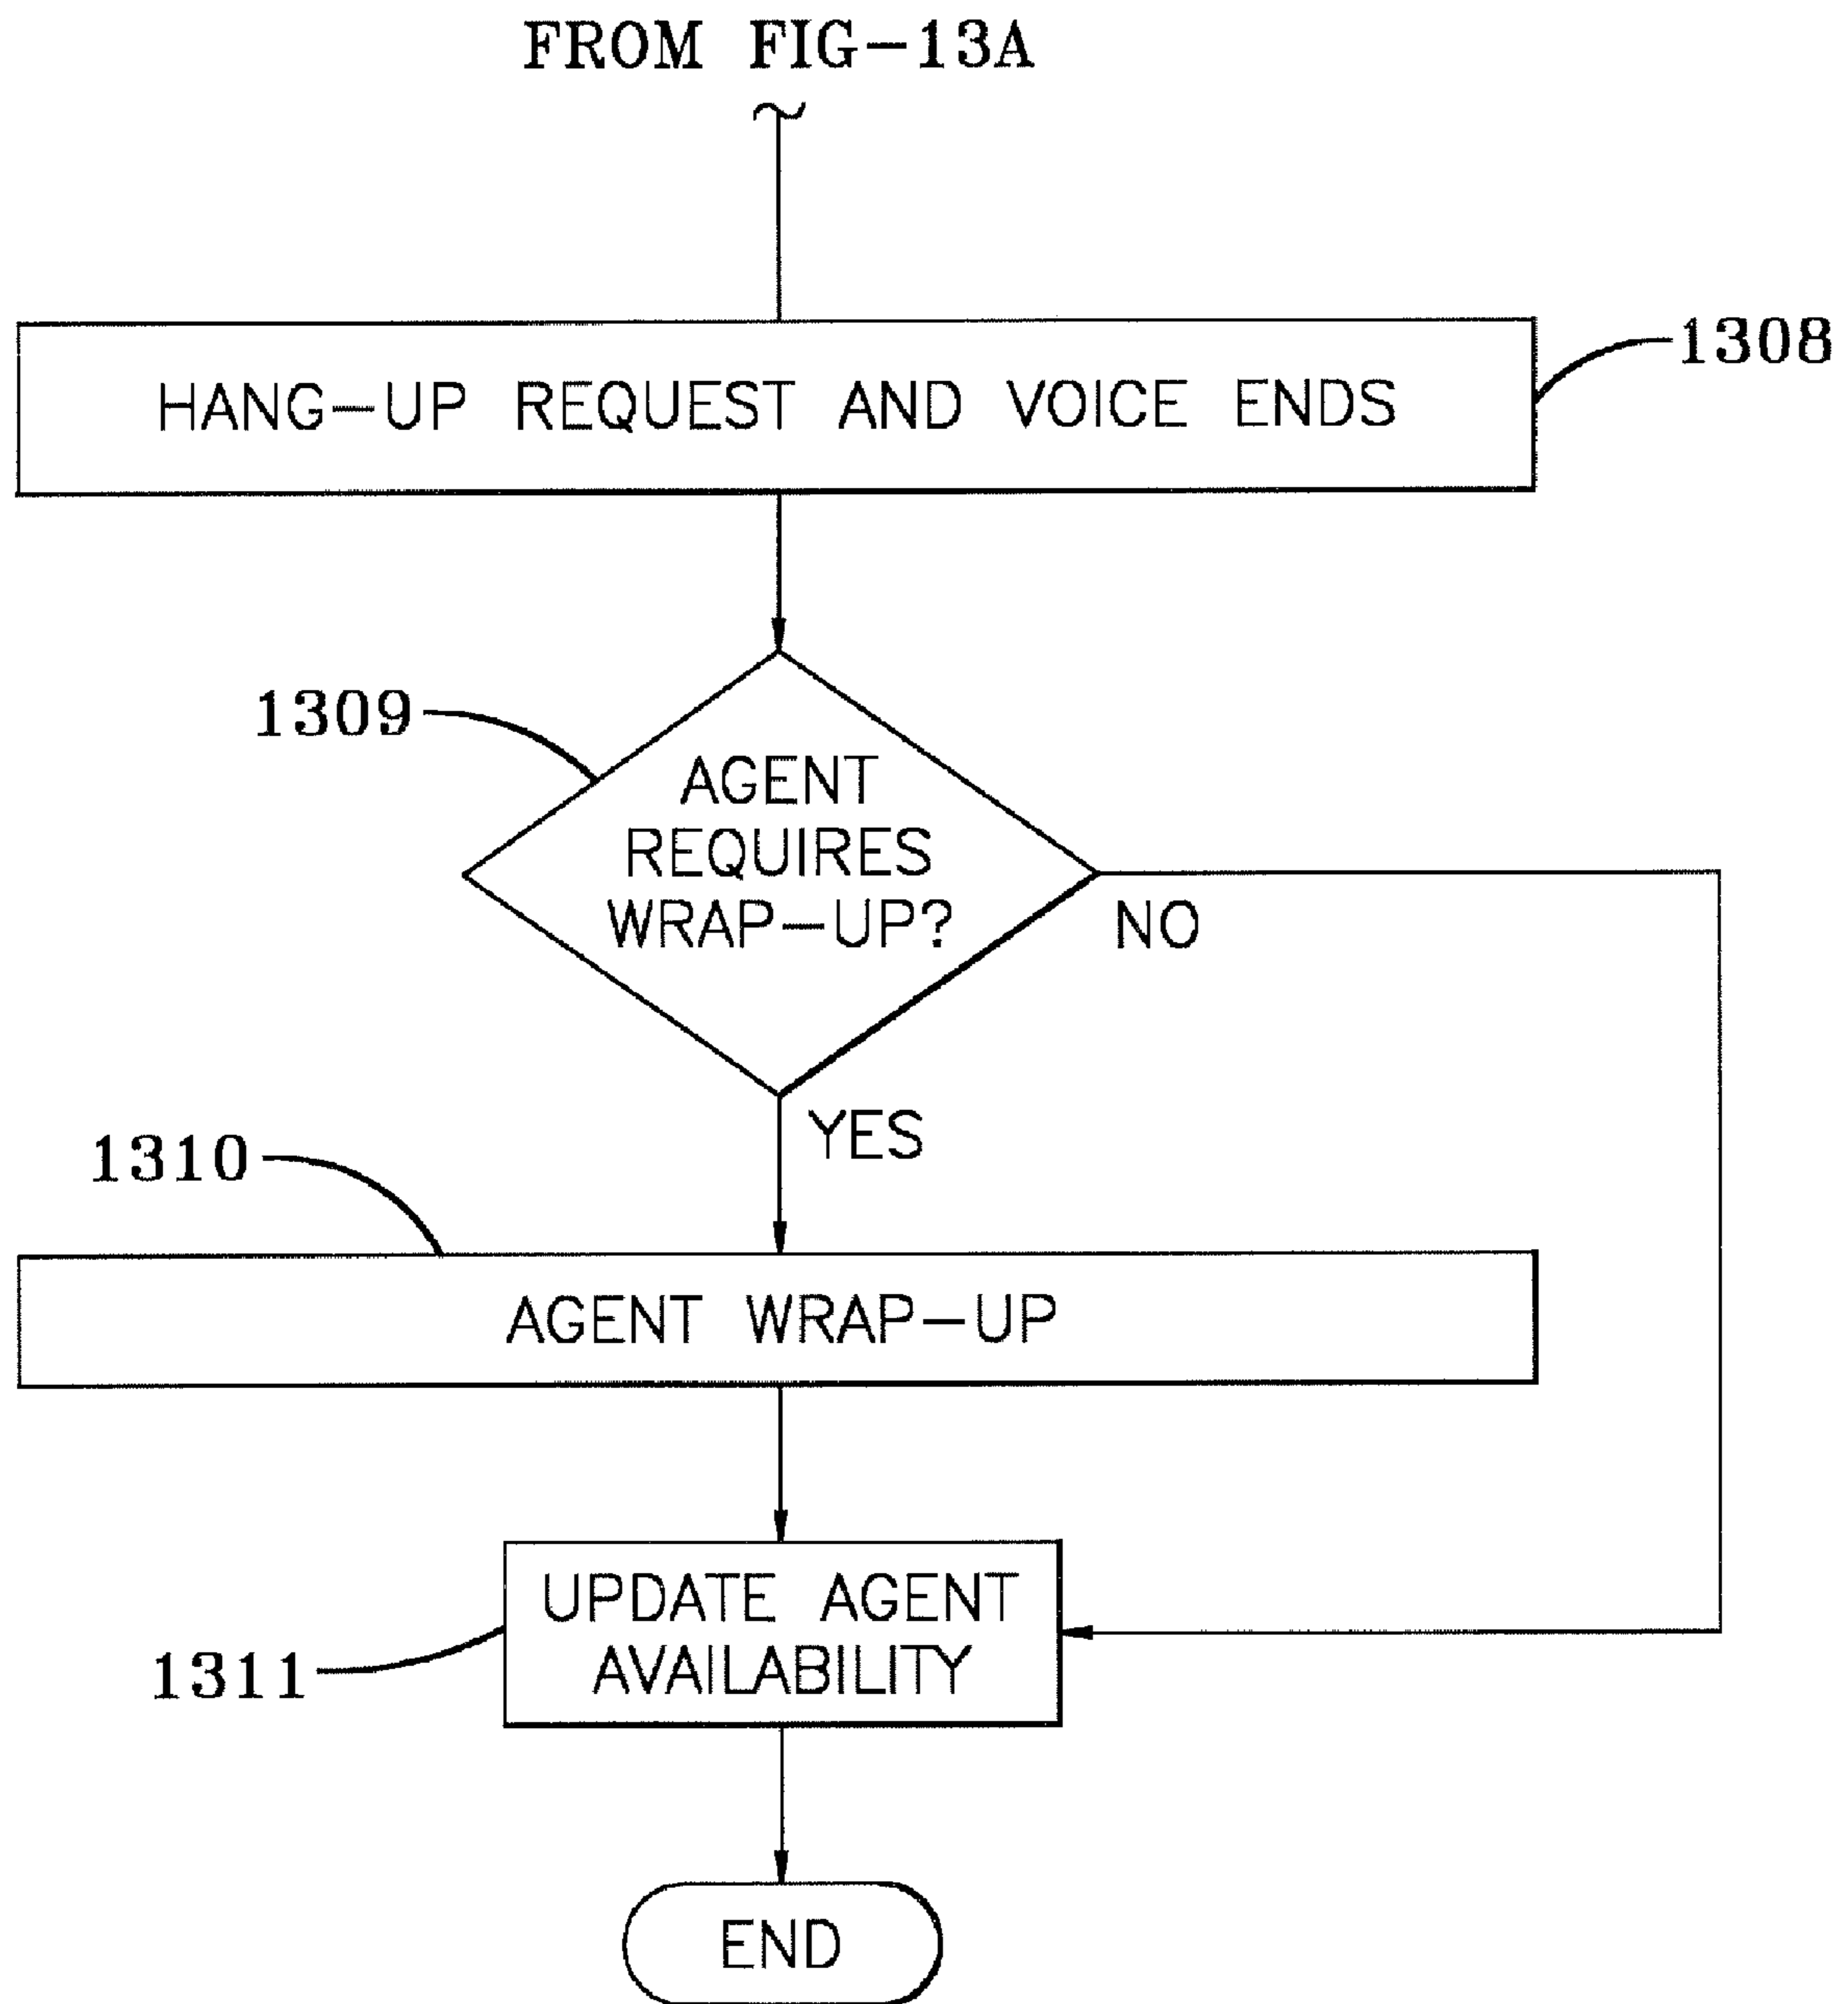 FROM FIG-13A
HANG-UP REQUEST AND VOICE ENDS
1308
1309
AGENT
REQUIRES
WRAP-UP?
NO
YES
1310
AGENT WRAP-UP
UPDATE AGENT
AVAILABILITY
1311
END